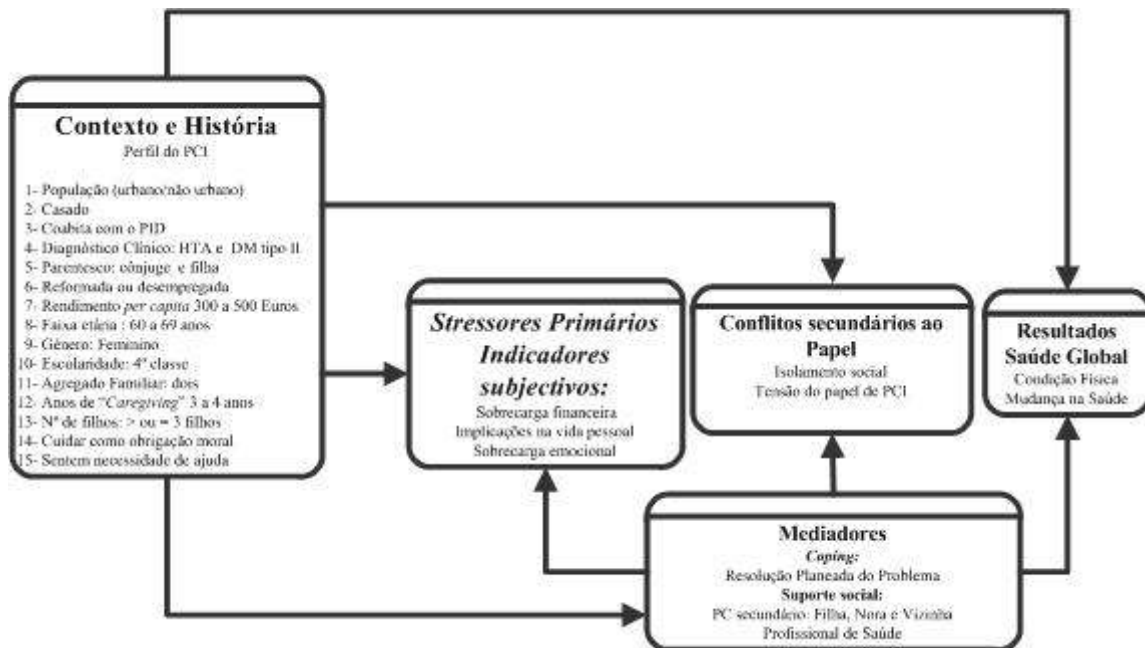 Contexto e História
Perfil do PCI
1- População (urbano/não urbano)
2- Casado
3- Coabita com o PID
4- Diagnóstico Clínico: HTA e DM tipo II
5- Parentesco: cônjuge e filha
6- Reformada ou desempregada
7- Rendimento per capita 300 a 500 Euros
8- Faixa etária : 60 a 69 anos
9- Género: Feminino
10- Escolaridade: 4ª classe
11- Agregado Familiar: dois
12- Anos de "Caregiving" 3 a 4 anos
13- Nº de filhos: > ou = 3 filhos
14- Cuidar como obrigação moral
15- Sentem necessidade de ajuda
Stressores Primários
Indicadores
subjectivos:
Sobrecarga financeira
Implicações na vida pessoal
Sobrecarga emocional
Conflitos secundários ao
Papel
Isolamento social
Tensão do papel de PCI
Resultados
Saúde Global
Condição Física
Mudança na Saúde
Mediadores
Coping:
Resolução Planeada do Problema
Suporte social:
PC secundário: Filha, Nora e Vizinha
Profissional de Saúde